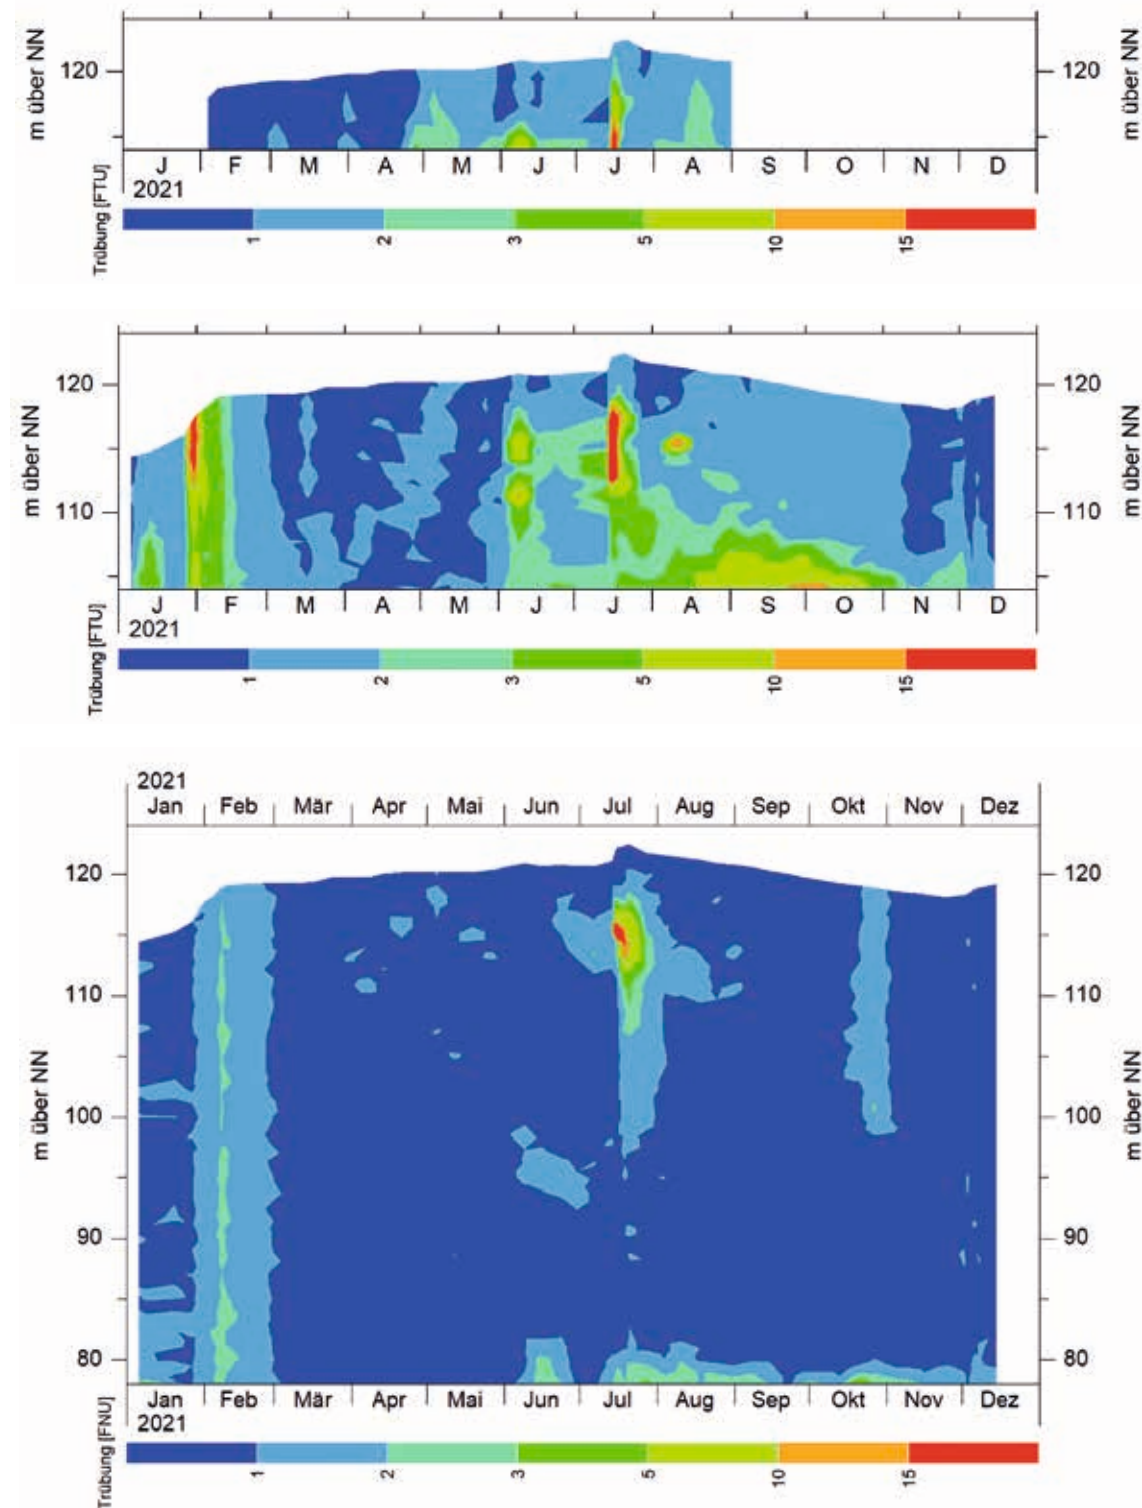 m über NN
120
120
m über NN
J F M A M J J A S O N D
2021
Trübung [FTU]
1 2 3 5 10 15
m über NN
120
110
120
110
m über NN
J F M A M J J A S O N D
2021
Trübung [FTU]
1 2 3 5 10 15
2021
Jan Feb Mär Apr Mai Jun Jul Aug Sep Okt Nov Dez
m über NN
120
110
100
90
80
120
110
100
90
80
m über NN
Jan Feb Mär Apr Mai Jun Jul Aug Sep Okt Nov Dez
2021
Trübung [FNU]
1 2 3 5 10 15